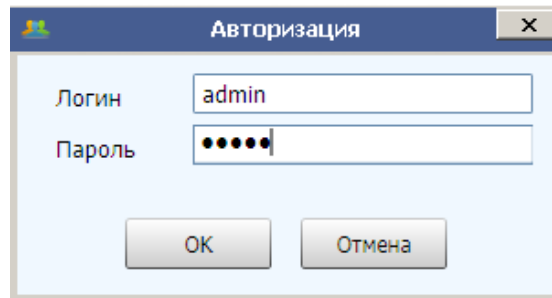 Авторизация
Логин admin
Пароль •••••
OK Отмена